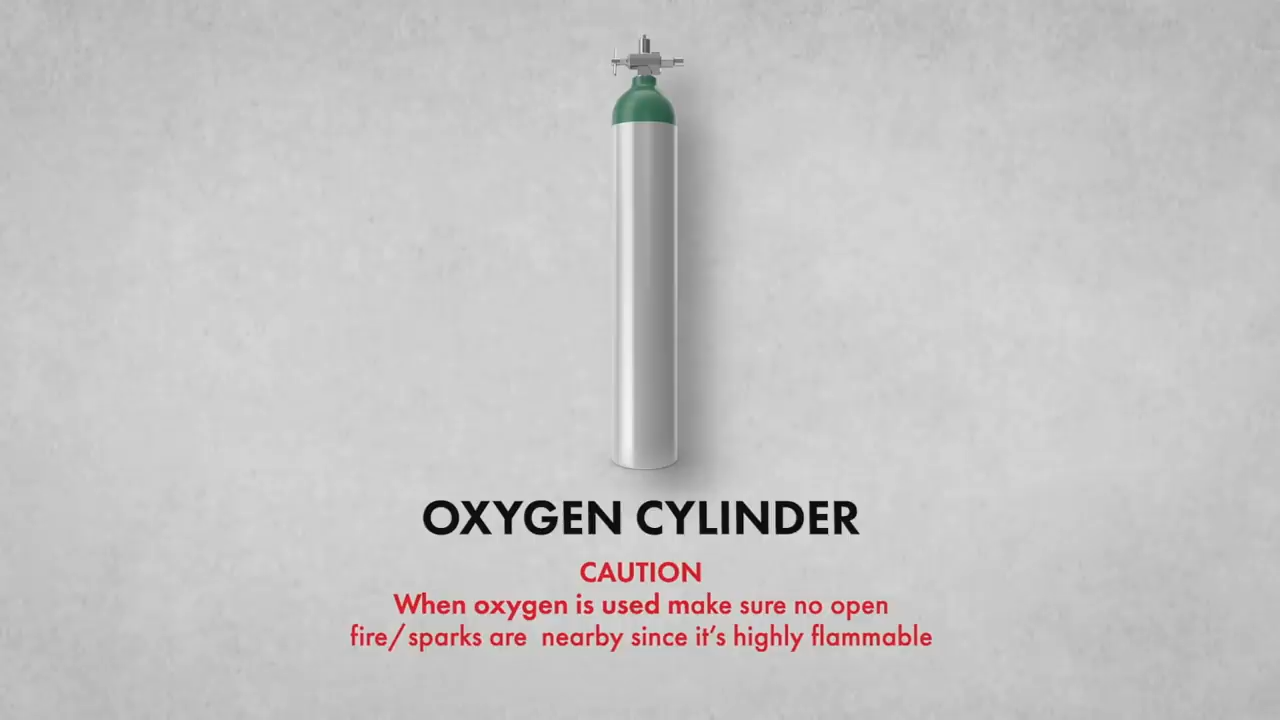 OXYGEN CYLINDER
CAUTION
When oxygen is used make sure no open
fire/sparks are  nearby since it’s highly flammable